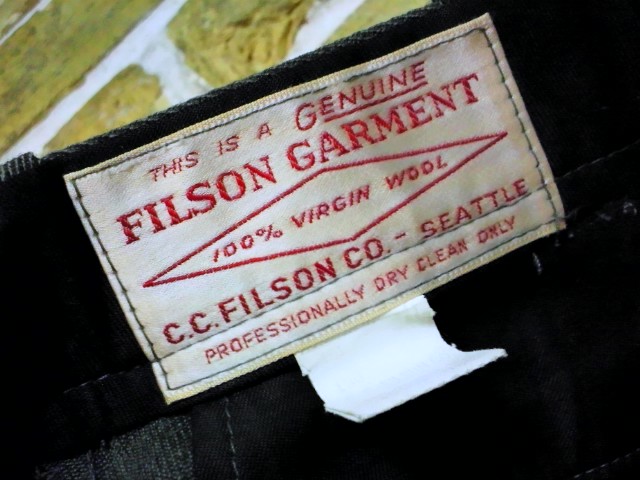 THIS IS A GENUINE
FILSON GARMENT
100% VIRGIN WOOL
C.C. FILSON CO. - SEATTLE
PROFESSIONALLY DRY CLEAN ONLY